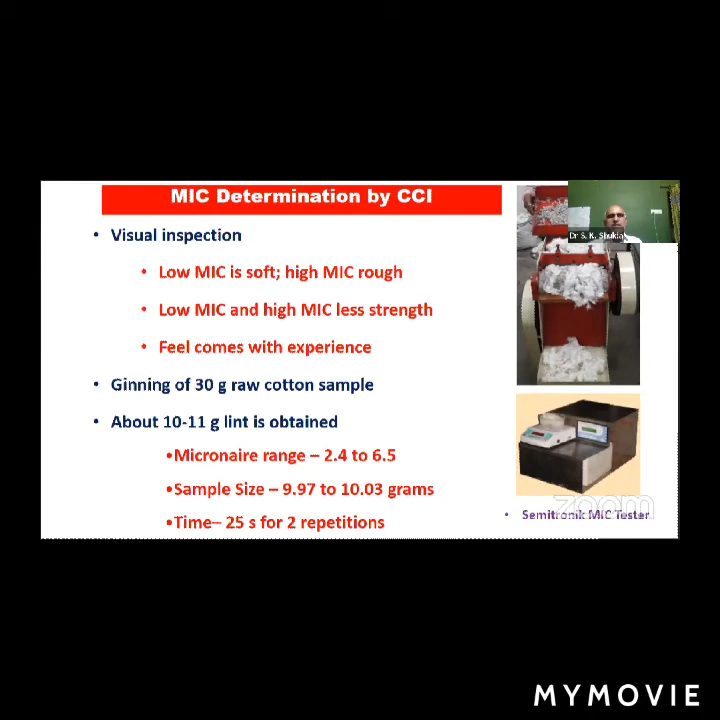 MIC Determination by CCI
• Visual inspection
• Low MIC is soft; high MIC rough
• Low MIC and high MIC less strength
• Feel comes with experience
• Ginning of 30 g raw cotton sample
• About 10-11 g lint is obtained
•Micronaire range – 2.4 to 6.5
•Sample Size – 9.97 to 10.03 grams
•Time– 25 s for 2 repetitions
Dr S. K. Shukla
zoom
• Semitronik MIC Tester
MYMOVIE